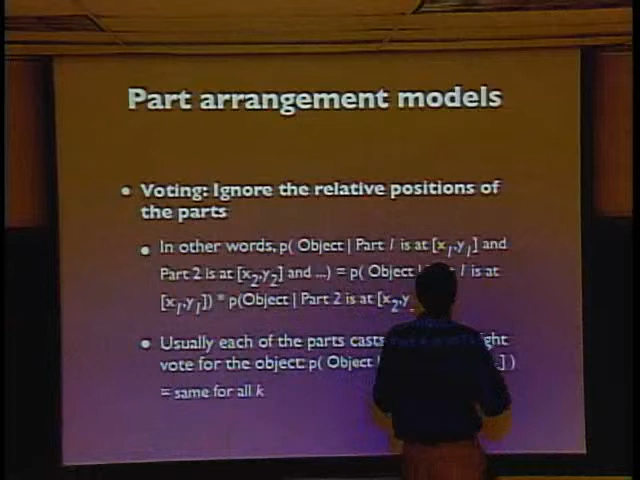 Part arrangement models
• Voting: Ignore the relative positions of
the parts
• In other words, p( Object | Part 1 is at [x1,y1] and
Part 2 is at [x2,y2] and ...) = p( Object is at
[x1,y1]) * p(Object | Part 2 is at [x2,y
• Usually each of the parts casts
vote for the object: p( Object ] )
= same for all k